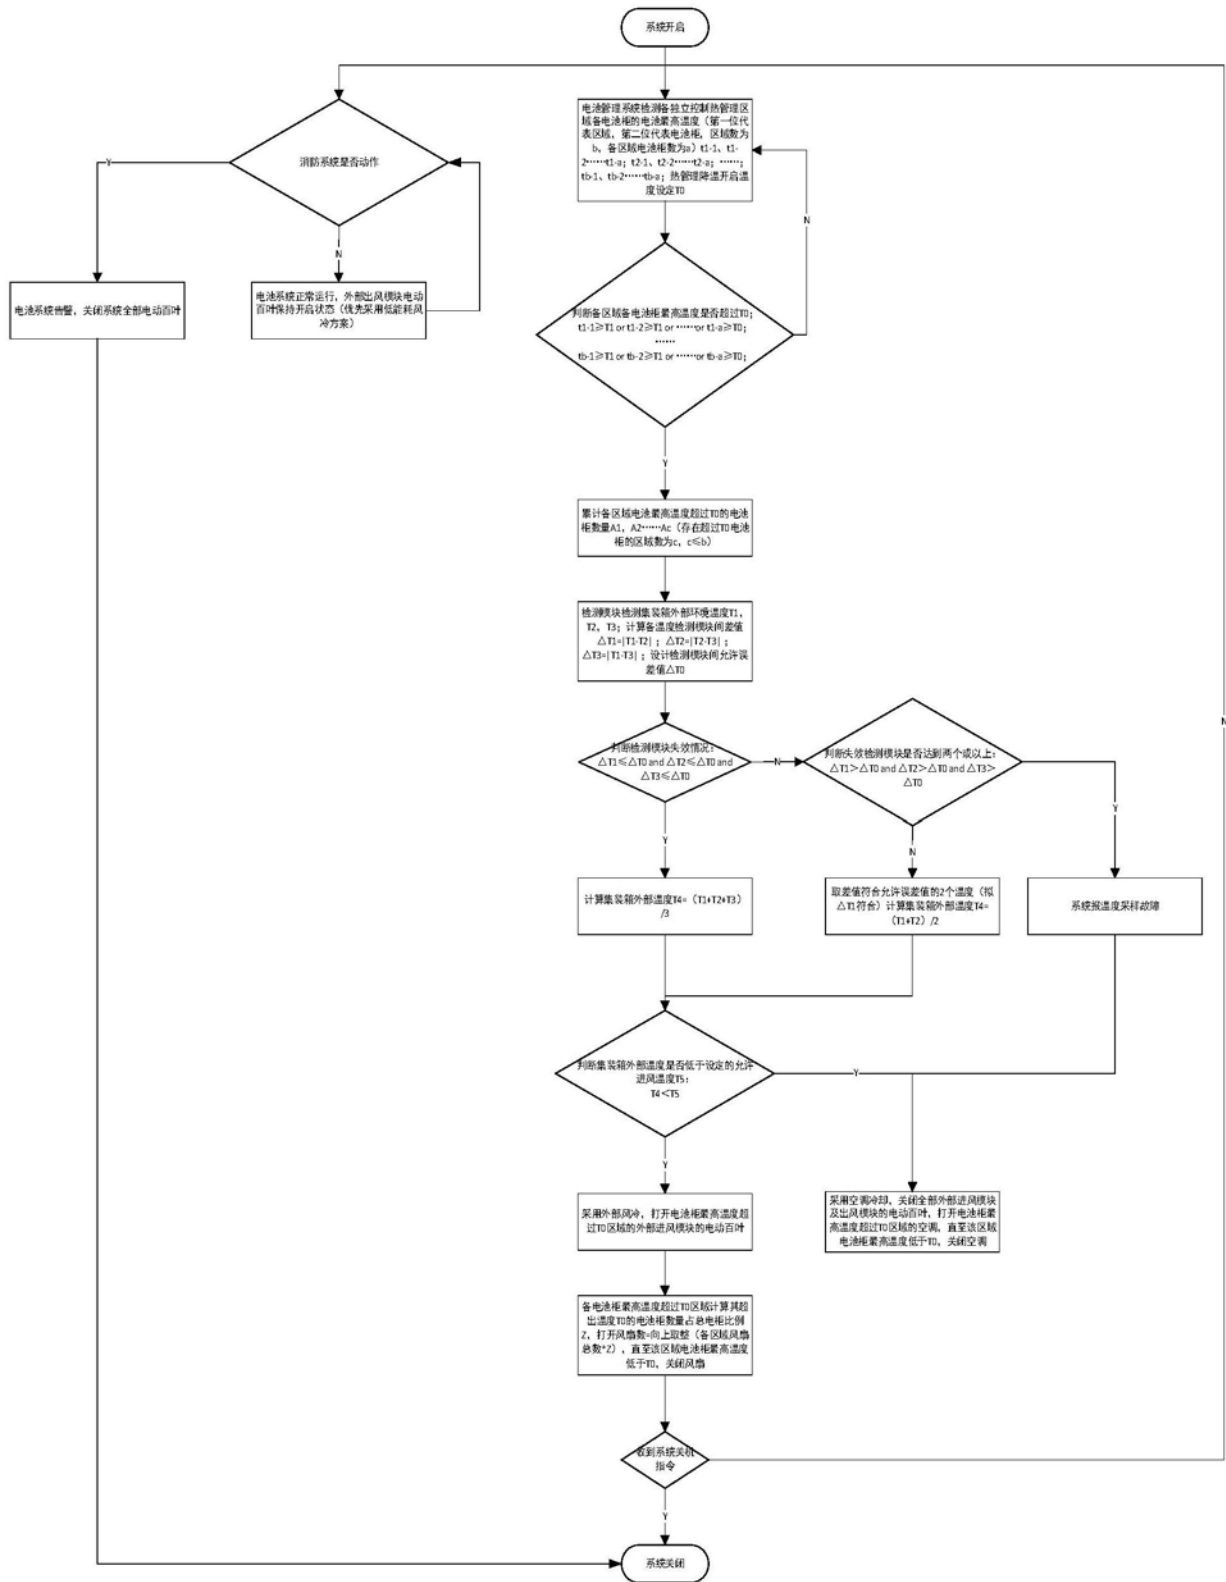 系统开启
电池管理系统检测各独立控制热管理区
域各电池柜的电池最高温度（第一位代
表区域，第二位代表电池柜，区域数为
b，各区域电池柜数为a）t1-1、t1-
2……t1-a；t2-1、t2-2……t2-a；……；
tb-1、tb-2……tb-a；热管理降温开启温
度设定T0
消防系统是否动作
Y
N
N
电池系统告警，关闭系统全部电动百叶
电池系统正常运行，外部出风模块电动
百叶保持开启状态（优先采用低能耗风
冷方案）
判断各区域各电池柜最高温度是否超过T0：
t1-1≥T1 or t1-2≥T1 or ……or t1-a≥T0；
……
tb-1≥T1 or tb-2≥T1 or ……or tb-a≥T0；
Y
累计各区域电池最高温度超过T0的电池
柜数量A1，A2……Ac（存在超过T0电池
柜的区域数为c，c≤b）
检测模块检测集装箱外部环境温度T1，
T2，T3；计算各温度检测模块间差值
△T1=|T1-T2|；△T2=|T2-T3|；
△T3=|T1-T3|；设计检测模块间允许误
差值△T0
判断检测模块失效情况：
△T1≤△T0 and △T2≤△T0 and
△T3≤△T0
N
判断失效检测模块是否达到两个或以上：
△T1＞△T0 and △T2＞△T0 and △T3＞
△T0
N
Y
N
Y
计算集装箱外部温度T4=（T1+T2+T3）
/3
取差值符合允许误差值的2个温度（拟
△T1符合）计算集装箱外部温度T4=
（T1+T2）/2
系统报温度采样故障
判断集装箱外部温度是否低于设定的允许
进风温度T5：
T4＜T5
Y
Y
采用外部风冷，打开电池柜最高温度超
过T0区域的外部进风模块的电动百叶
采用空调冷却，关闭全部外部进风模块
及出风模块的电动百叶，打开电池柜最
高温度超过T0区域的空调，直至该区域
电池柜最高温度低于T0，关闭空调
各电池柜最高温度超过T0区域计算其超
出温度T0的电池柜数量占总电柜比例
Z，打开风扇数=向上取整（各区域风扇
总数*Z），直至该区域电池柜最高温度
低于T0，关闭风扇
收到系统关机
指令
Y
系统关闭